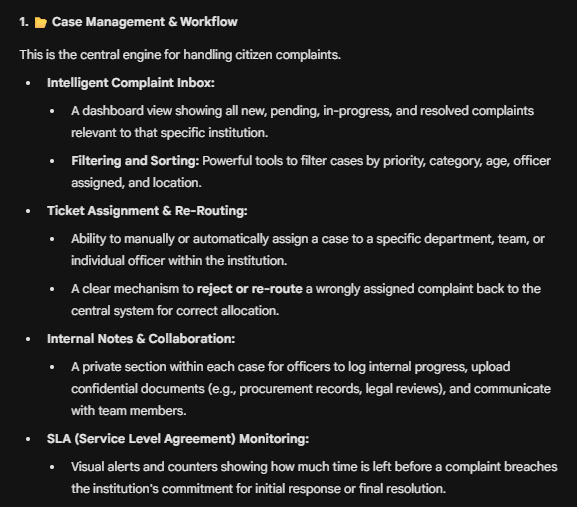 1. 📂 Case Management & Workflow
This is the central engine for handling citizen complaints.
• Intelligent Complaint Inbox:
• A dashboard view showing all new, pending, in-progress, and resolved complaints
relevant to that specific institution.
• Filtering and Sorting: Powerful tools to filter cases by priority, category, age, officer
assigned, and location.
• Ticket Assignment & Re-Routing:
• Ability to manually or automatically assign a case to a specific department, team, or
individual officer within the institution.
• A clear mechanism to reject or re-route a wrongly assigned complaint back to the
central system for correct allocation.
• Internal Notes & Collaboration:
• A private section within each case for officers to log internal progress, upload
confidential documents (e.g., procurement records, legal reviews), and communicate
with team members.
• SLA (Service Level Agreement) Monitoring:
• Visual alerts and counters showing how much time is left before a complaint breaches
the institution's commitment for initial response or final resolution.